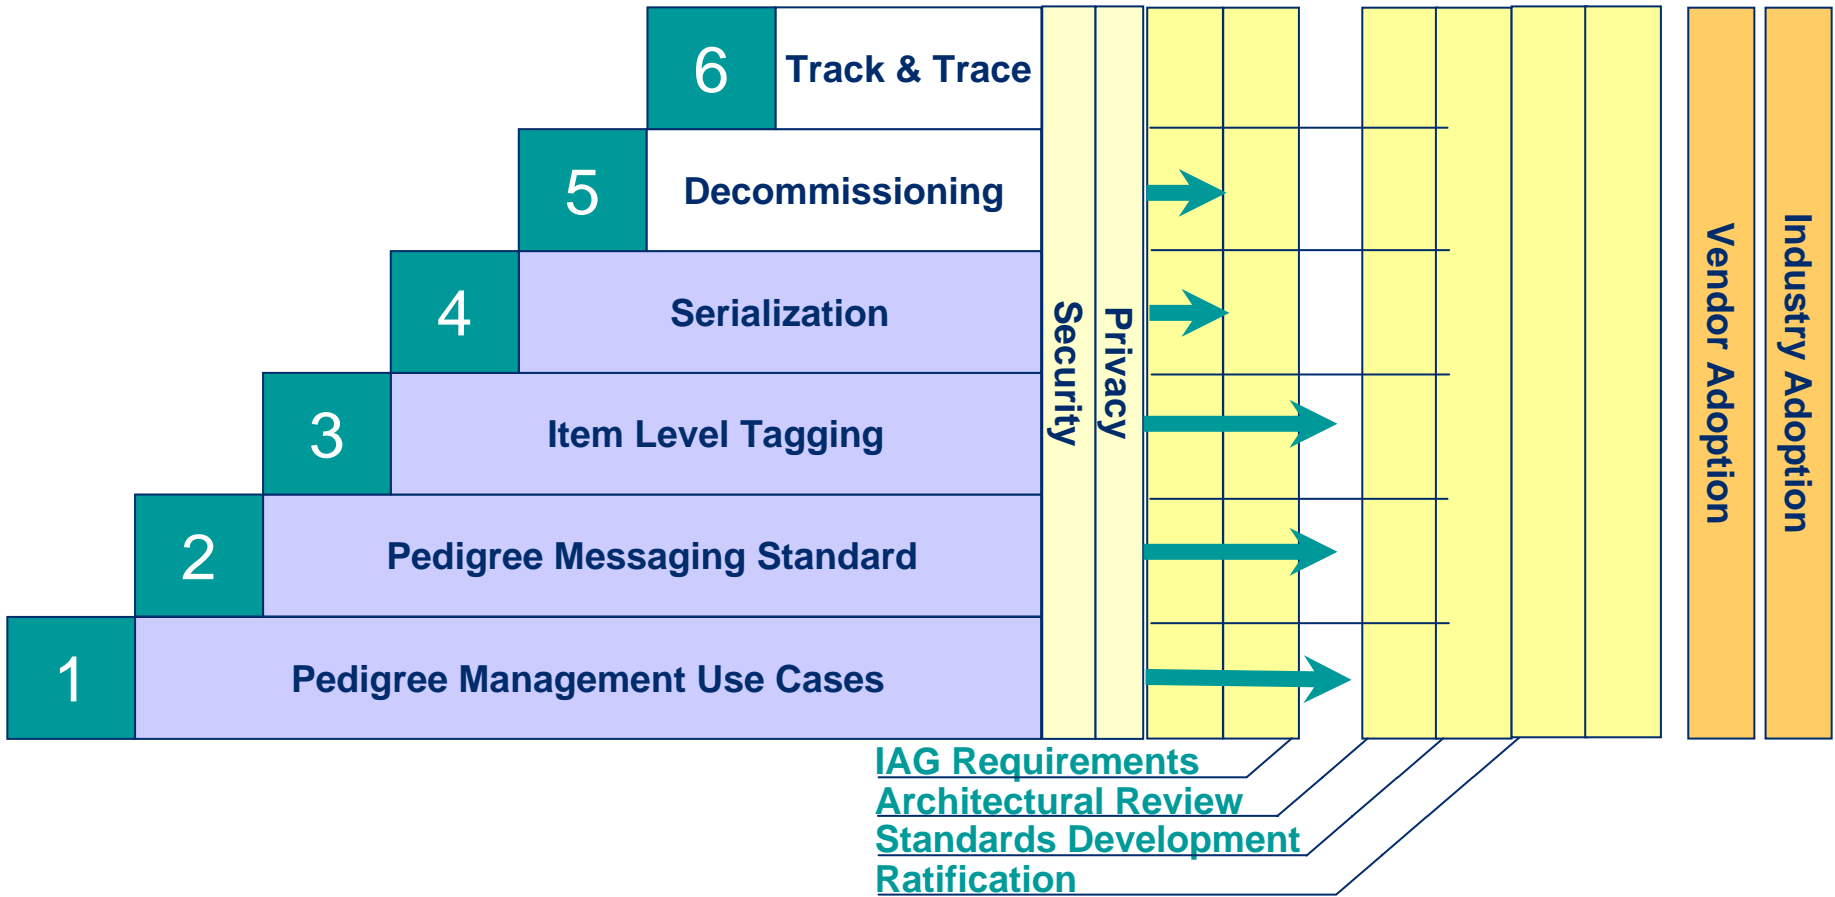 6
Track & Trace
5
Decommissioning
4
Serialization
3
Item Level Tagging
2
Pedigree Messaging Standard
1
Pedigree Management Use Cases
Security
Privacy
Vendor Adoption
Industry Adoption
IAG Requirements
Architectural Review
Standards Development
Ratification